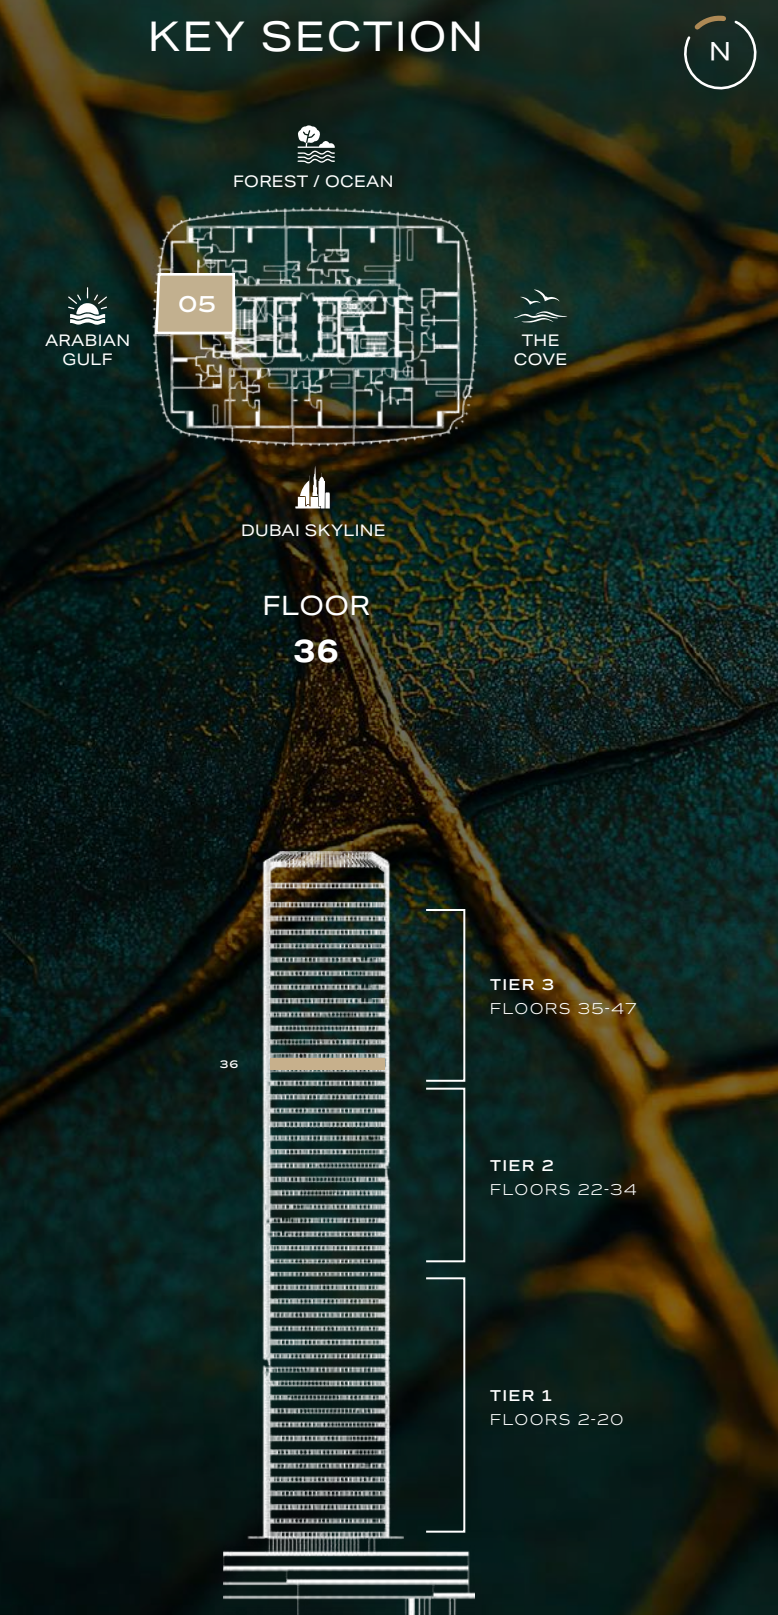 KEY SECTION
N
FOREST / OCEAN
05
ARABIAN
GULF
THE
COVE
DUBAI SKYLINE
FLOOR
36
TIER 3
FLOORS 35-47
36
TIER 2
FLOORS 22-34
TIER 1
FLOORS 2-20